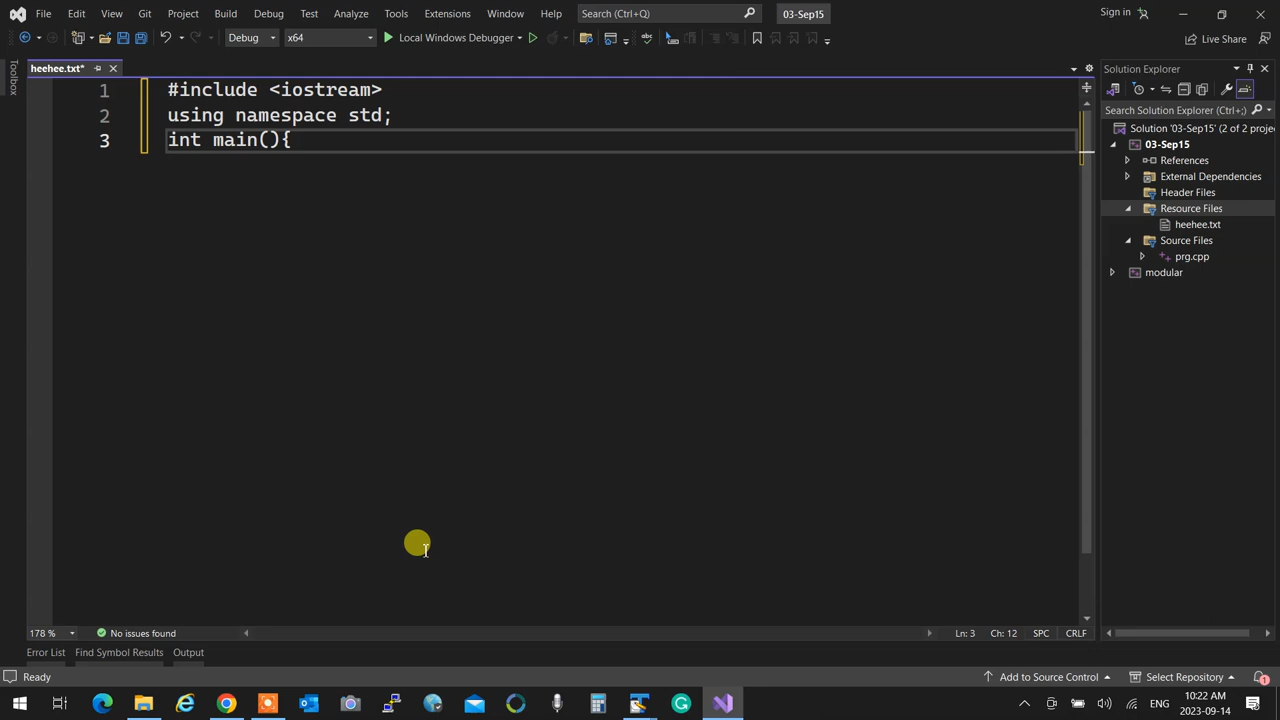 File Edit View Git Project Build Debug Test Analyze Tools Extensions Window Help Search (Ctrl+Q) 03-Sep15 Sign in
Debug x64 Local Windows Debugger Live Share
Toolbox
heehee.txt*
1 #include <iostream>
2 using namespace std;
3 int main(){
Solution Explorer
Search Solution Explorer (Ctrl+;)
Solution '03-Sep15' (2 of 2 proje
03-Sep15
References
External Dependencies
Header Files
Resource Files
heehee.txt
Source Files
prg.cpp
modular
178 % No issues found Ln: 3 Ch: 12 SPC CRLF
Error List Find Symbol Results Output
Ready Add to Source Control Select Repository 1
ENG 10:22 AM
2023-09-14